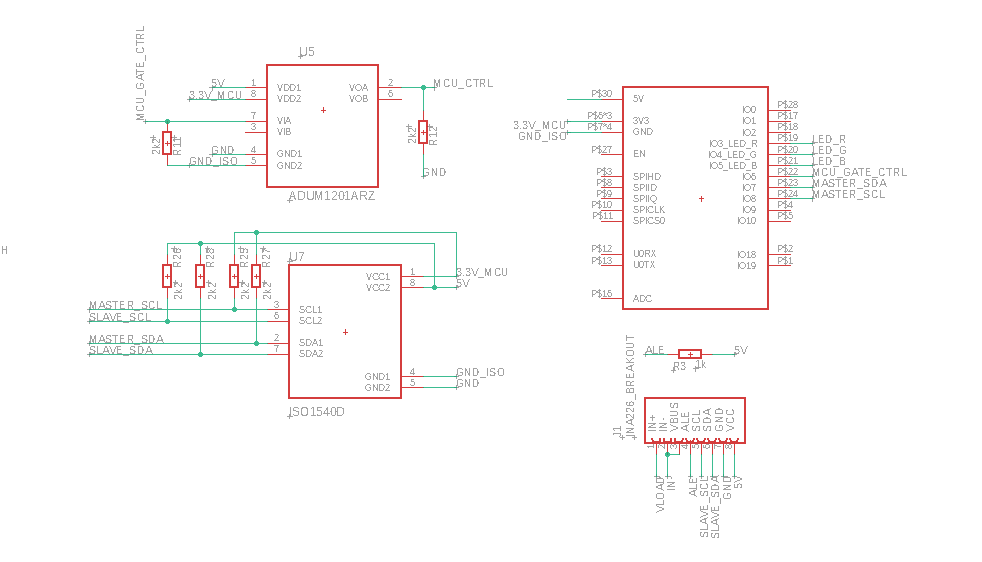 MCU_GATE_CTRL
U5
5V 1 VDD1 VOA 2 MCU_CTRL
3.3V_MCU 8 VDD2 VOB 6
7 VIA
3 VIB
2k2 R11
2k2 R12
GND 4 GND1
GND_ISO 5 GND2
GND
ADUM1201ARZ
P$30 5V
3.3V_MCU 3V3
GND_ISO GND
P$27 EN
P$3 SPIHD
P$8 SPIID
P$9 SPIIQ
P$10 SPICLK
P$11 SPICS0
P$12 U0RX
P$13 U0TX
P$15 ADC
IO0 P$28
IO1 P$17
IO2 P$18
IO3_LED_R P$19 LED_R
IO4_LED_G P$20 LED_G
IO5_LED_B P$21 LED_B
IO6 P$22 MCU_GATE_CTRL
IO7 P$23 MASTER_SDA
IO8 P$24 MASTER_SCL
IO9 P$4
IO10 P$5
IO18 P$2
IO19 P$1
H
U7
2k2
2k2
2k2 R25
2k2 R27
VCC1 1 3.3V_MCU
VCC2 8 5V
MASTER_SCL 3 SCL1
SLAVE_SCL 6 SCL2
MASTER_SDA 2 SDA1
SLAVE_SDA 7 SDA2
GND1 4 GND_ISO
GND2 5 GND
ISO1540D
ALE 5V
R3 1k
J1
INA226_BREAKOUT
IN+
IN-
VBUS
ALE
SCL
SDA
GND
VCC
1 2 3 4 5 6 7 8
VLOAD
IN
ALE
SLAVE_SCL
SLAVE_SDA
GND
5V